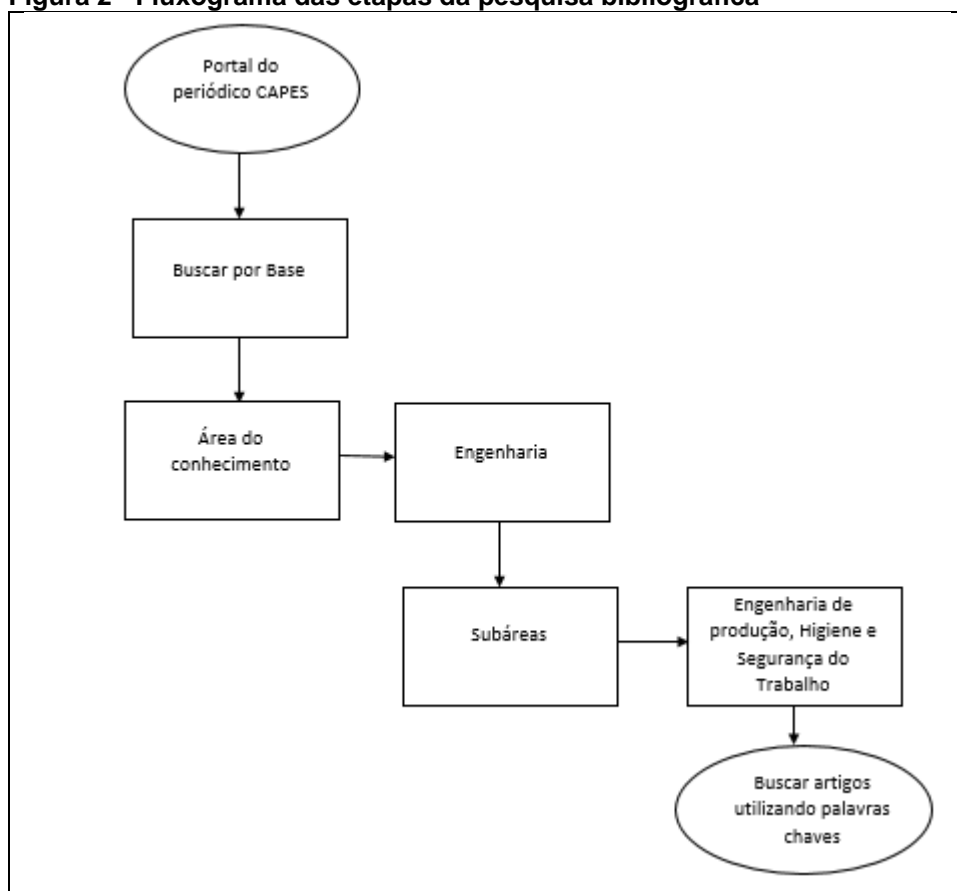 Figura 2 - Fluxograma das etapas da pesquisa bibliográfica
Portal do
periódico CAPES
Buscar por Base
Área do
conhecimento
Engenharia
Subáreas
Engenharia de
produção, Higiene e
Segurança do
Trabalho
Buscar artigos
utilizando palavras
chaves